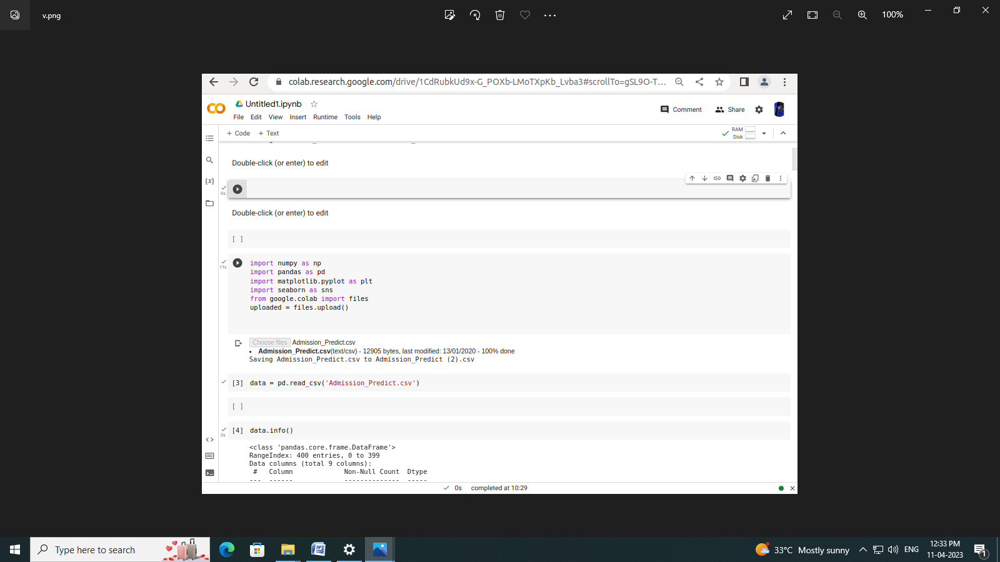 v.png
100%
colab.research.google.com/drive/1CdRubkUd9x-G_POXb-LMoTXpKb_Lvba3#scrollTo=gSL9O-T...
Untitled1.ipynb
File Edit View Insert Runtime Tools Help
Comment Share
+ Code + Text
RAM
Disk
Double-click (or enter) to edit
0s
Double-click (or enter) to edit
[ ]
11s
import numpy as np
import pandas as pd
import matplotlib.pyplot as plt
import seaborn as sns
from google.colab import files
uploaded = files.upload()
Choose files Admission_Predict.csv
• Admission_Predict.csv(text/csv) - 12905 bytes, last modified: 13/01/2020 - 100% done
Saving Admission_Predict.csv to Admission_Predict (2).csv
[3] data = pd.read_csv('Admission_Predict.csv')
[ ]
0s
[4] data.info()
<class 'pandas.core.frame.DataFrame'>
RangeIndex: 400 entries, 0 to 399
Data columns (total 9 columns):
# Column Non-Null Count Dtype
--- ------ -------------- -----
0s completed at 10:29
Type here to search
33°C Mostly sunny
ENG
12:33 PM
11-04-2023
1